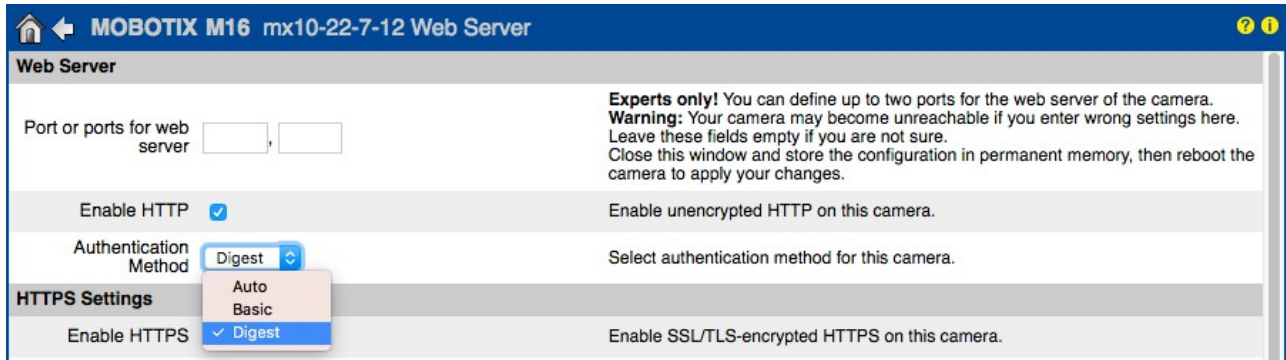 MOBOTIX M16 mx10-22-7-12 Web Server
? i
Web Server
Port or ports for web
server
,
Experts only! You can define up to two ports for the web server of the camera.
Warning: Your camera may become unreachable if you enter wrong settings here.
Leave these fields empty if you are not sure.
Close this window and store the configuration in permanent memory, then reboot the
camera to apply your changes.
Enable HTTP
Enable unencrypted HTTP on this camera.
Authentication
Method
Digest
Select authentication method for this camera.
Auto
Basic
✓ Digest
HTTPS Settings
Enable HTTPS
Enable SSL/TLS-encrypted HTTPS on this camera.